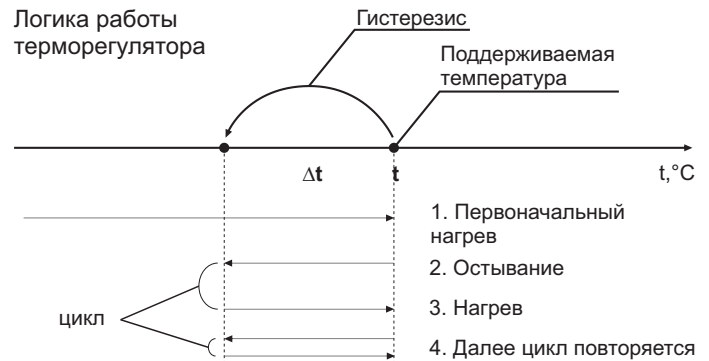 Логика работы
терморегулятора
Гистерезис
Поддерживаемая
температура
Δt
t
t,°C
1. Первоначальный
нагрев
2. Остывание
3. Нагрев
цикл
4. Далее цикл повторяется